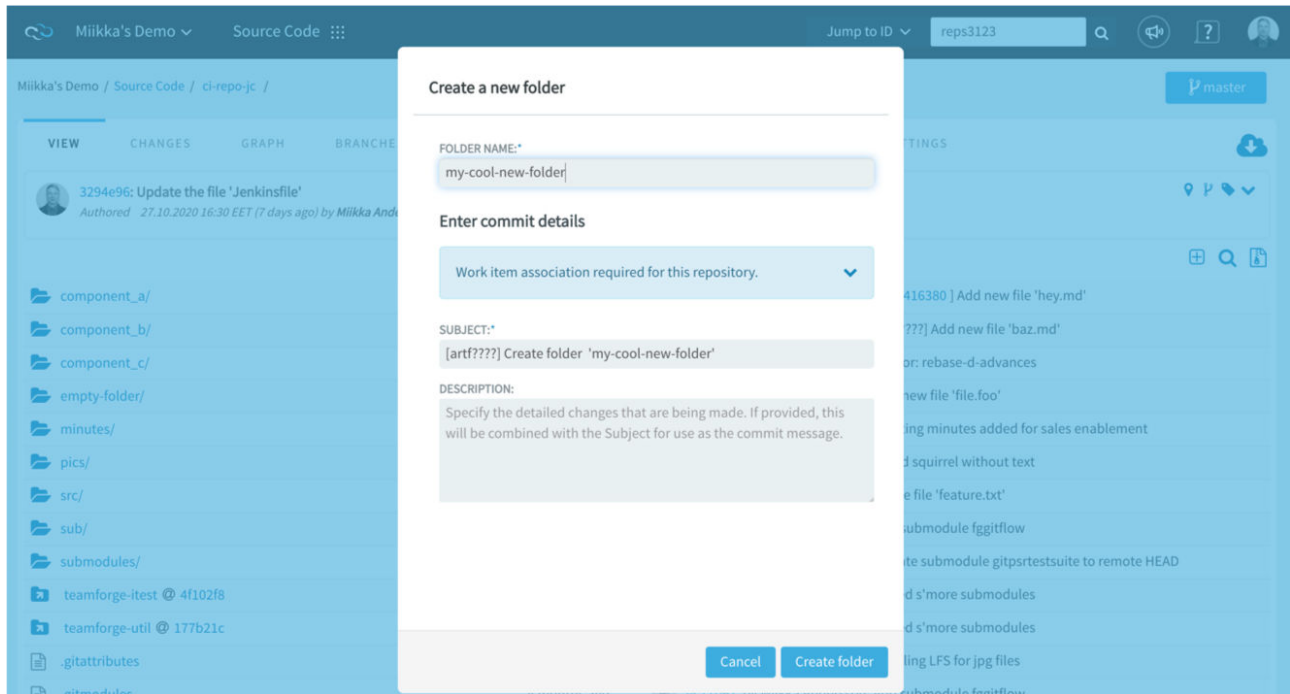 Miikka's Demo
Source Code
Jump to ID
reps3123
?
Miikka's Demo / Source Code / ci-repo-jc /
master
VIEW CHANGES GRAPH
TINGS
3294e96: Update the file 'Jenkinsfile'
Authored 27.10.2020 16:30 EET (7 days ago) by Miikka
Create a new folder
FOLDER NAME:*
my-cool-new-folder
Enter commit details
Work item association required for this repository.
SUBJECT:*
[artf????] Create folder 'my-cool-new-folder'
DESCRIPTION:
Specify the detailed changes that are being made. If provided, this
will be combined with the Subject for use as the commit message.
Cancel
Create folder
component_a/
416380 ] Add new file 'hey.md'
component_b/
???] Add new file 'baz.md'
component_c/
or: rebase-d-advances
empty-folder/
new file 'file.foo'
minutes/
ing minutes added for sales enablement
pics/
d squirrel without text
src/
e file 'feature.txt'
sub/
submodule fggitflow
submodules/
te submodule gitpsrtestsuite to remote HEAD
teamforge-itest @ 4f102f8
d s'more submodules
teamforge-util @ 177b21c
d s'more submodules
.gitattributes
ling LFS for jpg files